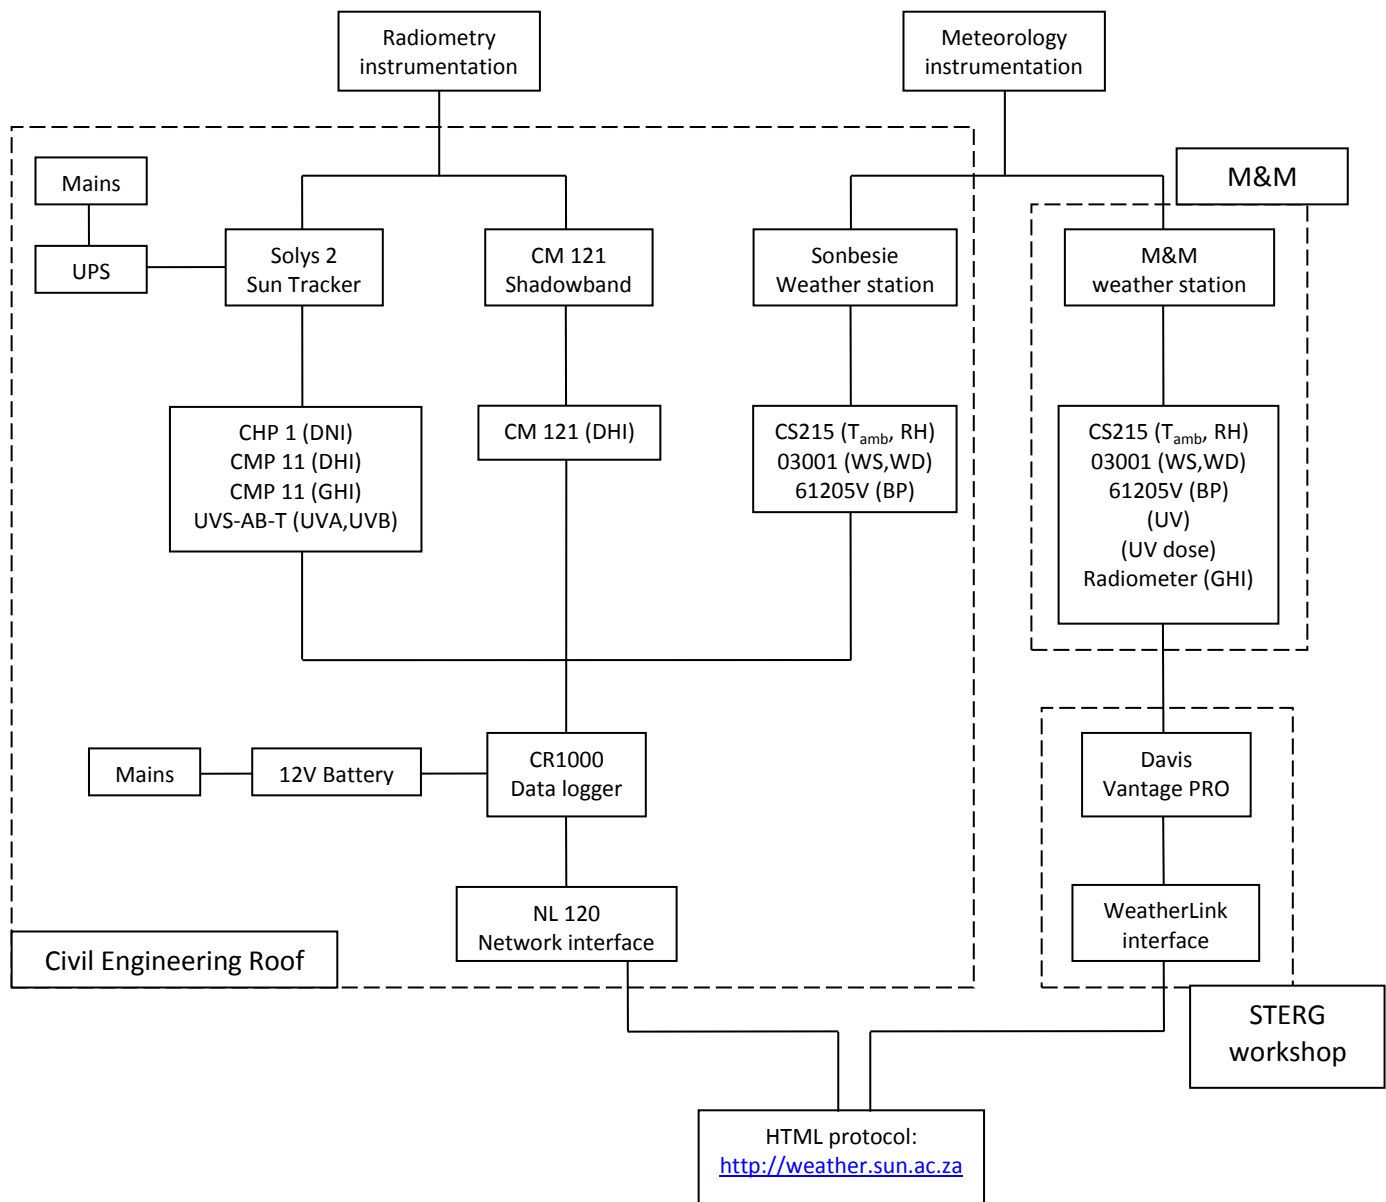 Radiometry
instrumentation
Meteorology
instrumentation
Mains
M&M
UPS
Solys 2
Sun Tracker
CM 121
Shadowband
Sonbesie
Weather station
M&M
weather station
CHP 1 (DNI)
CMP 11 (DHI)
CMP 11 (GHI)
UVS-AB-T (UVA,UVB)
CM 121 (DHI)
CS215 (Tamb, RH)
03001 (WS,WD)
61205V (BP)
CS215 (Tamb, RH)
03001 (WS,WD)
61205V (BP)
(UV)
(UV dose)
Radiometer (GHI)
Mains
12V Battery
CR1000
Data logger
Davis
Vantage PRO
NL 120
Network interface
WeatherLink
interface
Civil Engineering Roof
STERG
workshop
HTML protocol:
http://weather.sun.ac.za